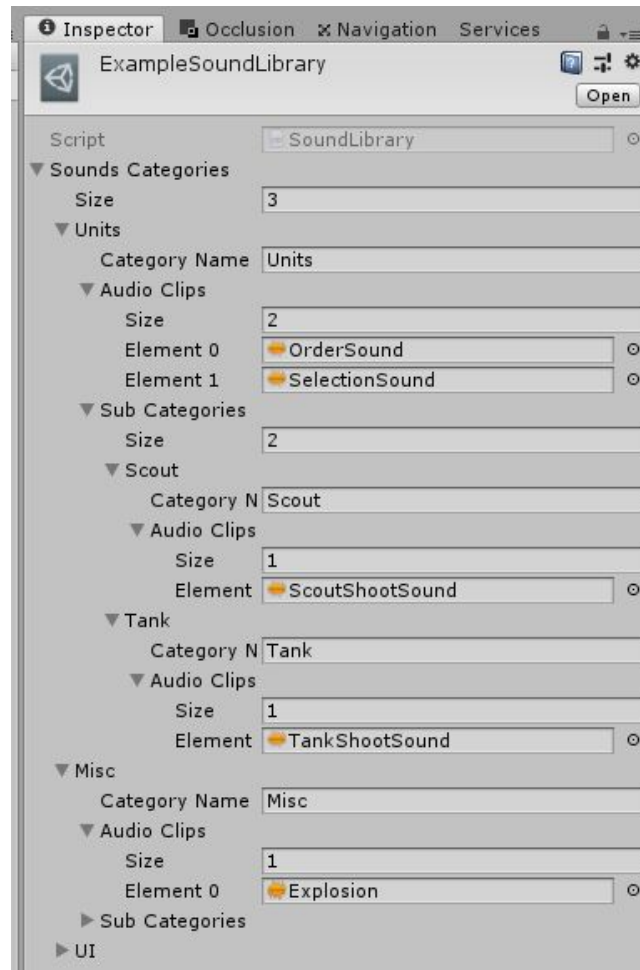 Inspector Occlusion Navigation Services
ExampleSoundLibrary
Open
Script SoundLibrary
Sounds Categories
Size 3
Units
Category Name Units
Audio Clips
Size 2
Element 0 OrderSound
Element 1 SelectionSound
Sub Categories
Size 2
Scout
Category N Scout
Audio Clips
Size 1
Element ScoutShootSound
Tank
Category N Tank
Audio Clips
Size 1
Element TankShootSound
Misc
Category Name Misc
Audio Clips
Size 1
Element 0 Explosion
Sub Categories
UI